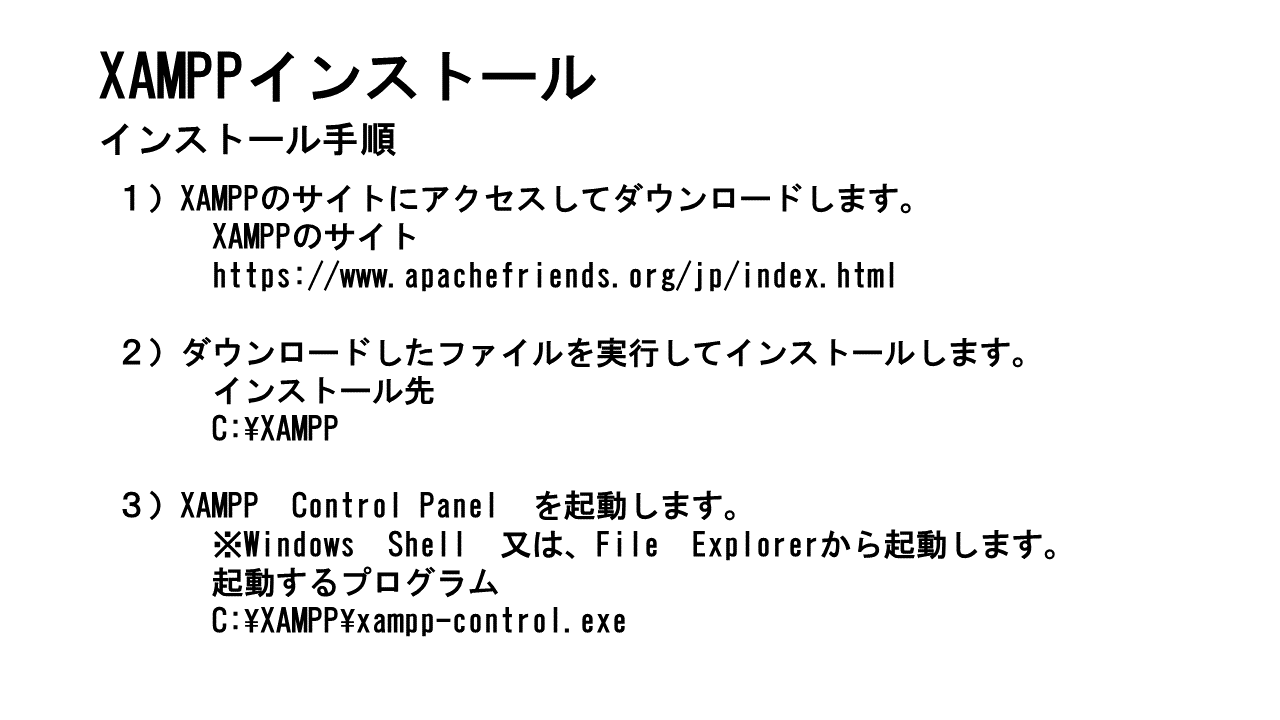 XAMPPインストール
インストール手順
１）XAMPPのサイトにアクセスしてダウンロードします。
XAMPPのサイト
https://www.apachefriends.org/jp/index.html
２）ダウンロードしたファイルを実行してインストールします。
インストール先
C:¥XAMPP
３）XAMPP　Control Panel　を起動します。
※Windows　Shell　又は、File　Explorerから起動します。
起動するプログラム
C:¥XAMPP¥xampp-control.exe